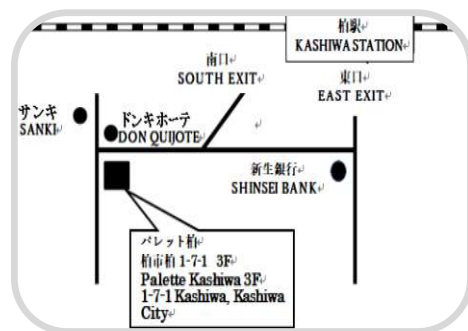 柏駅
KASHIWA STATION
南口
SOUTH EXIT
東口
EAST EXIT
サンキ
SANKI
ドンキホーテ
DON QUIJOTE
新生銀行
SHINSEI BANK
パレット柏
柏市柏 1-7-1 3F
Palette Kashiwa 3F
1-7-1 Kashiwa, Kashiwa
City